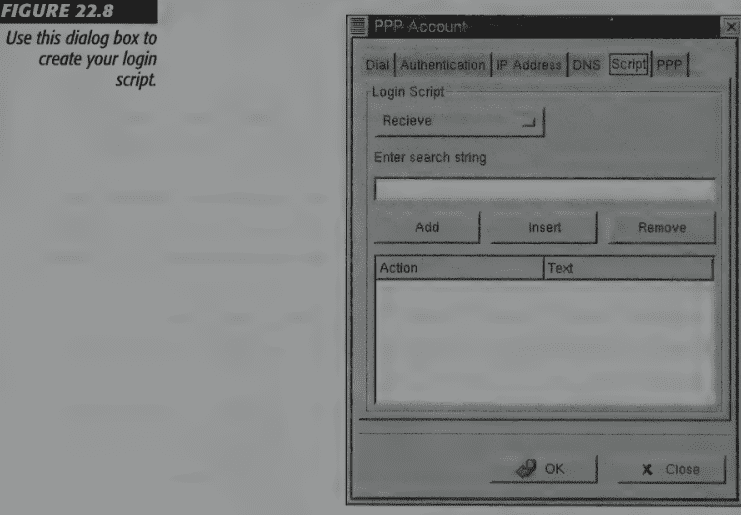 FIGURE 22.8
Use this dialog box to
create your login
script.
PPP Account
Dial Authentication IP Address DNS Script PPP
Login Script
Recieve
Enter search string
Add Insert Remove
Action Text
OK Close